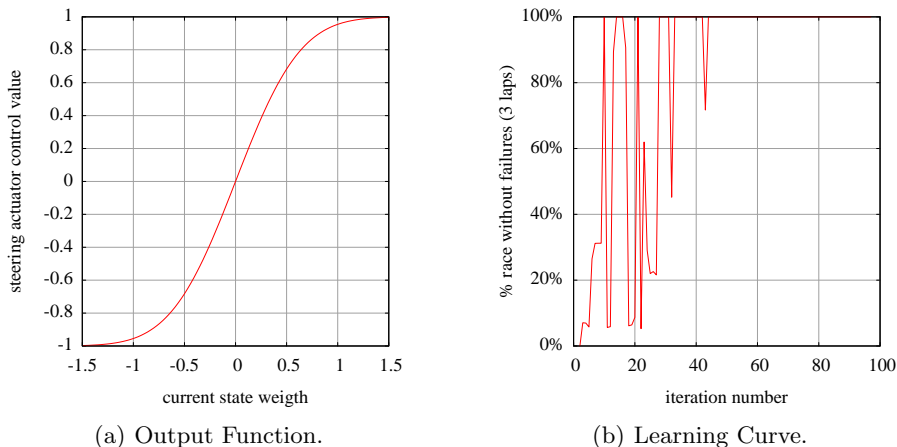 steering actuator control value
1
0.8
0.6
0.4
0.2
0
-0.2
-0.4
-0.6
-0.8
-1
-1.5 -1 -0.5 0 0.5 1 1.5
current state weigth
(a) Output Function.
% race without failures (3 laps)
100%
80%
60%
40%
20%
0%
0 20 40 60 80 100
iteration number
(b) Learning Curve.